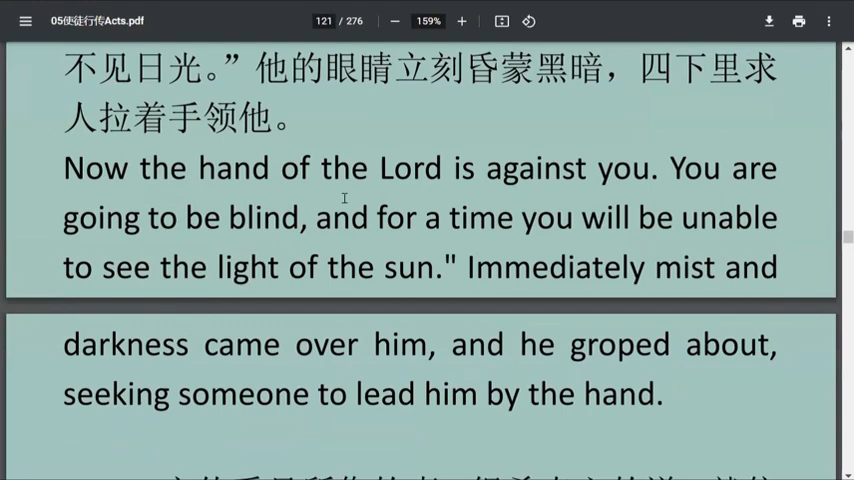 05使徒行传Acts.pdf
121 / 276
159%
不见日光。”他的眼睛立刻昏蒙黑暗，四下里求
人拉着手领他。
Now the hand of the Lord is against you. You are
going to be blind, and for a time you will be unable
to see the light of the sun." Immediately mist and
darkness came over him, and he groped about,
seeking someone to lead him by the hand.